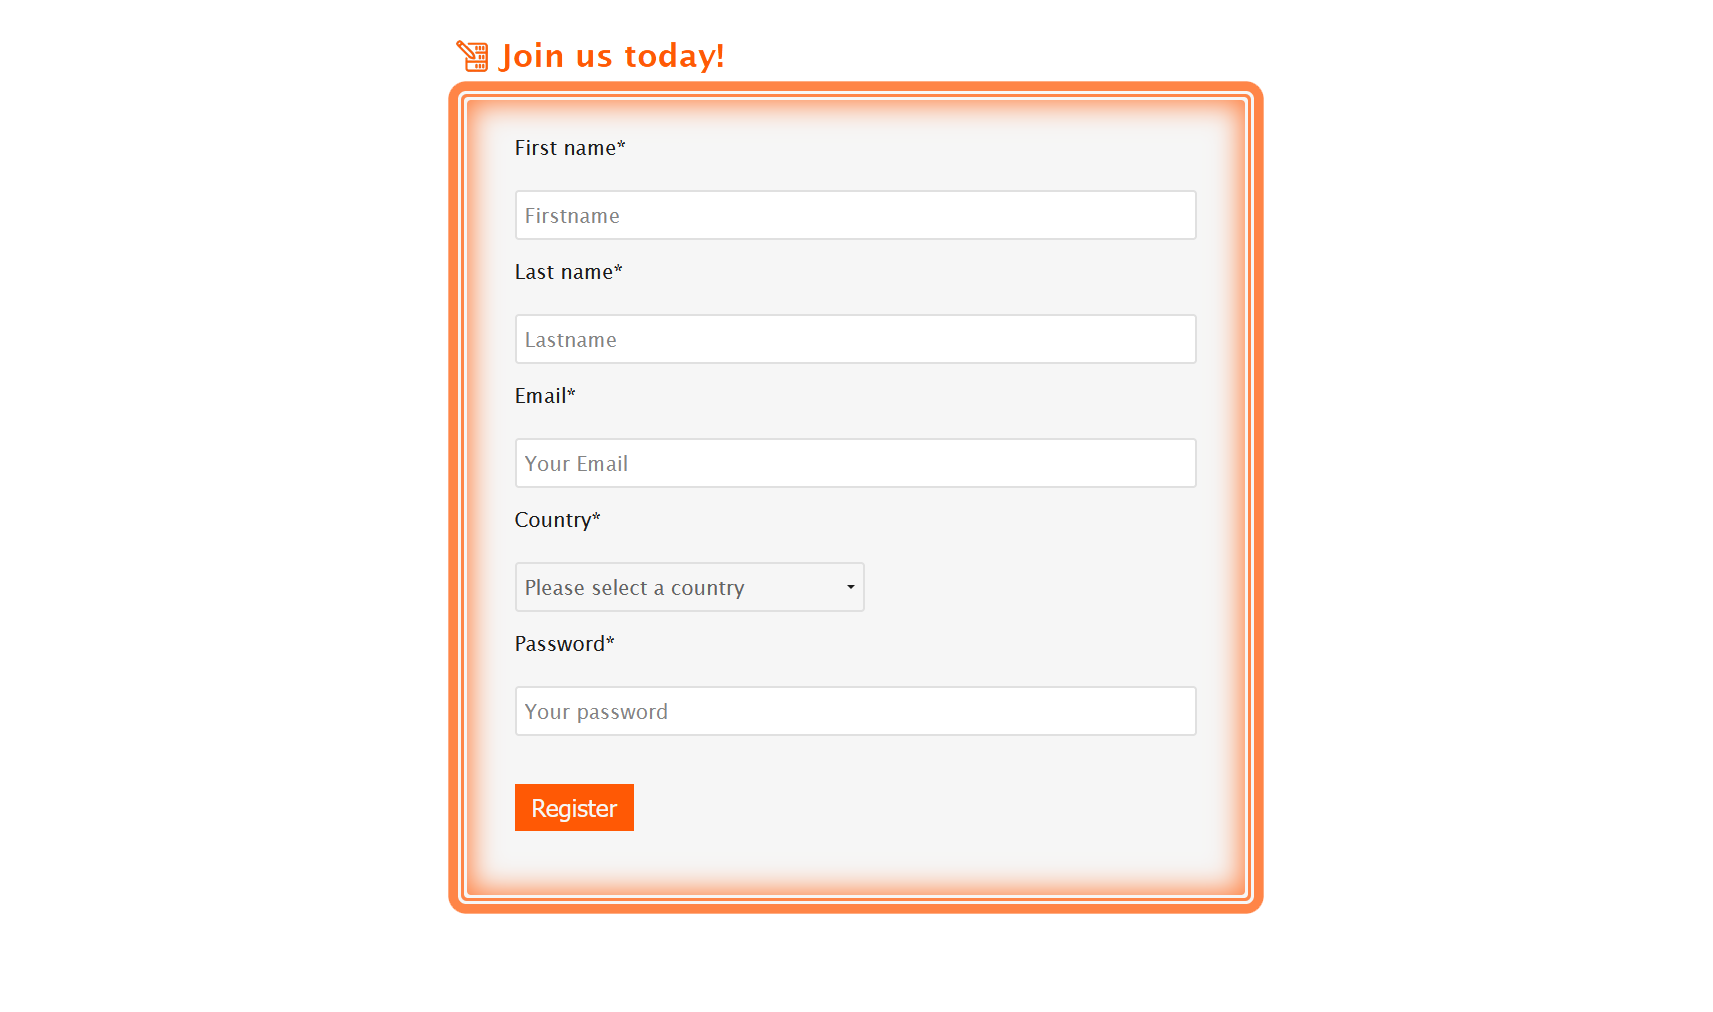 Join us today!
First name*
Firstname
Last name*
Lastname
Email*
Your Email
Country*
Please select a country
Password*
Your password
Register